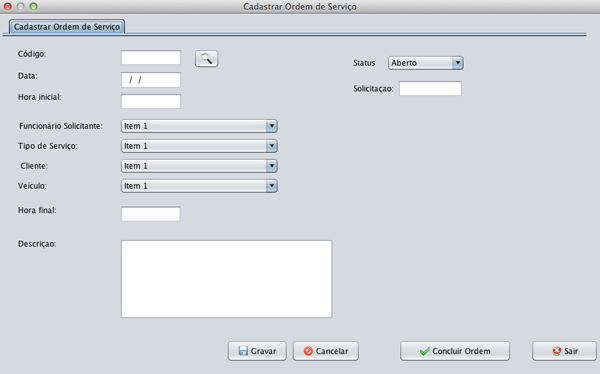 Cadastrar Ordem de Serviço
Cadastrar Ordem de Serviço
Código:
Status Aberto
Data: / /
Solicitaçao:
Hora inicial:
Funcionário Solicitante: Item 1
Tipo de Serviço: Item 1
Cliente: Item 1
Veículo: Item 1
Hora final:
Descriçao:
Gravar Cancelar Concluir Ordem Sair